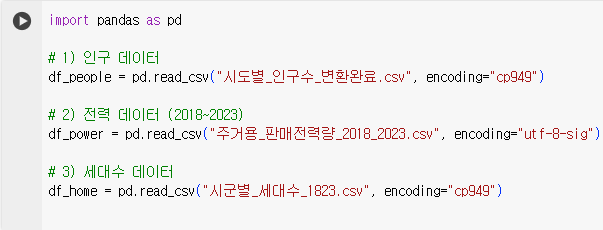 import pandas as pd
# 1) 인구 데이터
df_people = pd.read_csv("시도별_인구수_변환완료.csv", encoding="cp949")
# 2) 전력 데이터 (2018~2023)
df_power = pd.read_csv("주거용_판매전력량_2018_2023.csv", encoding="utf-8-sig")
# 3) 세대수 데이터
df_home = pd.read_csv("시군별_세대수_1823.csv", encoding="cp949")